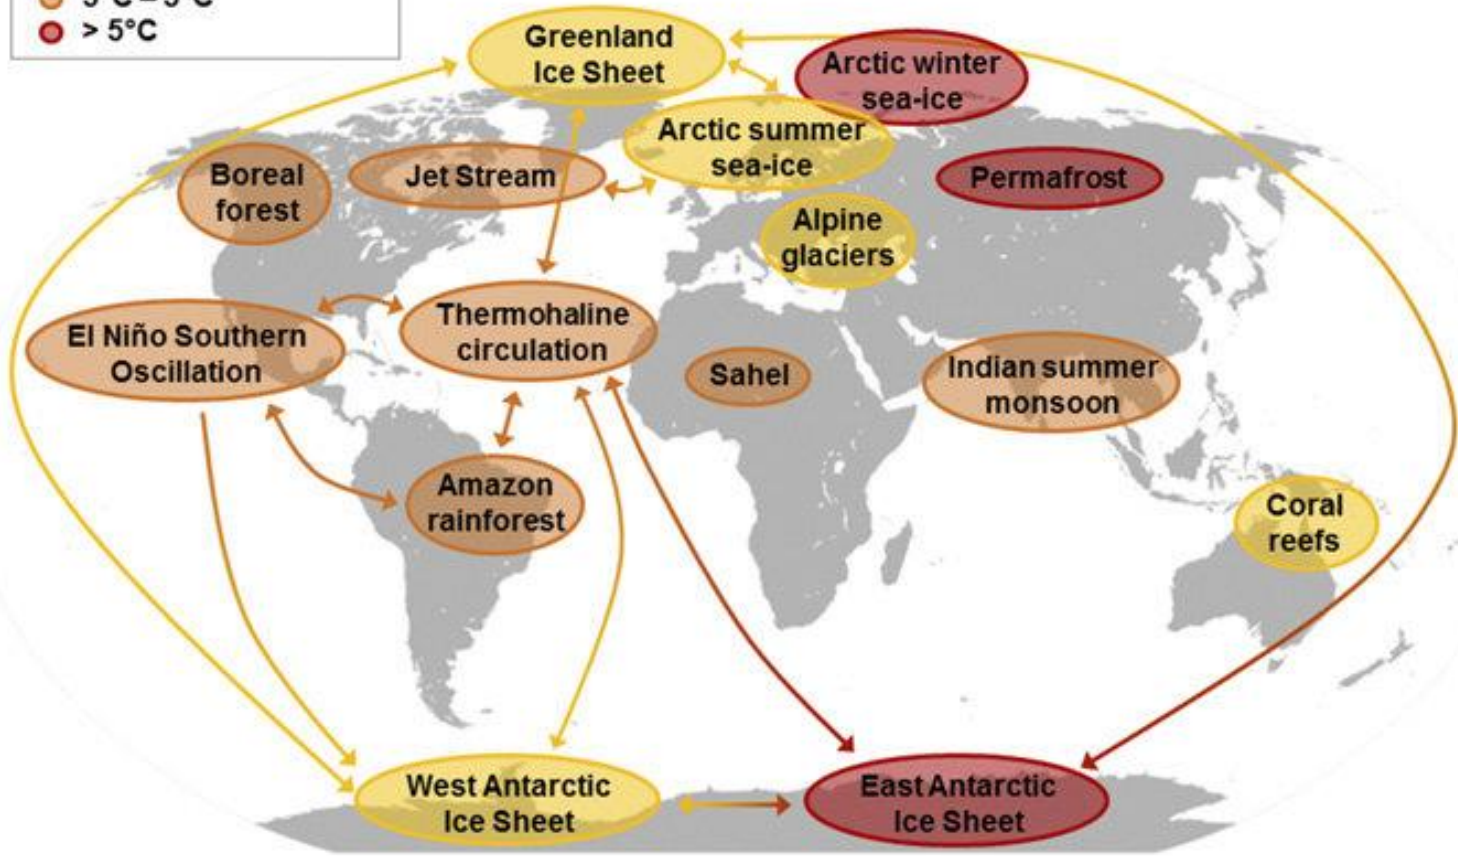 3°C – 5°C
> 5°C
Greenland
Ice Sheet
Arctic winter
sea-ice
Arctic summer
sea-ice
Boreal
forest
Jet Stream
Permafrost
Alpine
glaciers
El Niño Southern
Oscillation
Thermohaline
circulation
Sahel
Indian summer
monsoon
Amazon
rainforest
Coral
reefs
West Antarctic
Ice Sheet
East Antarctic
Ice Sheet